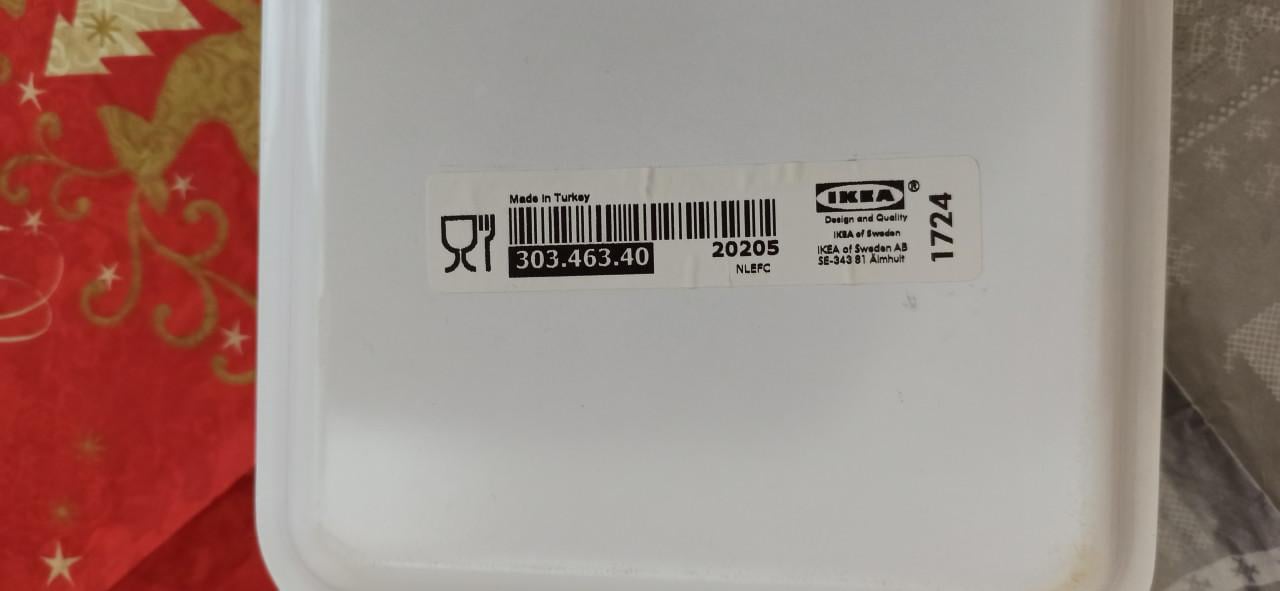 Made in Turkey
303.463.40
20205
NLEFC
IKEA®
Design and Quality
IKEA of Sweden
IKEA of Sweden AB
SE-343 81 Älmhult
1724